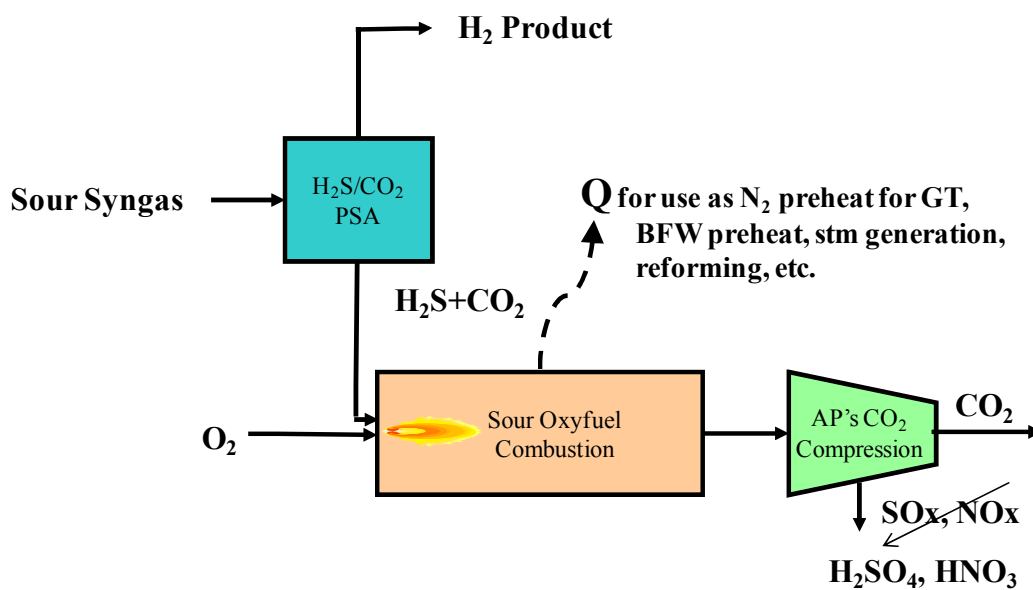 H₂ Product
H₂S/CO₂
PSA
Sour Syngas
Q for use as N₂ preheat for GT,
BFW preheat, stm generation,
reforming, etc.
H₂S+CO₂
Sour Oxyfuel
Combustion
O₂
AP's CO₂
Compression
CO₂
SOx, NOx
H₂SO₄, HNO₃